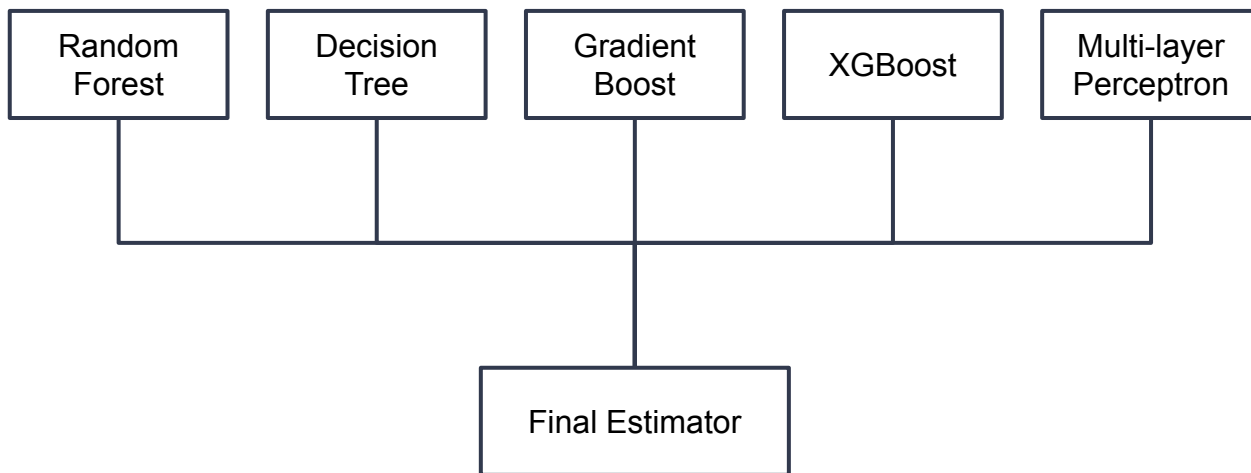 Random
Forest
Decision
Tree
Gradient
Boost
XGBoost
Multi-layer
Perceptron
Final Estimator